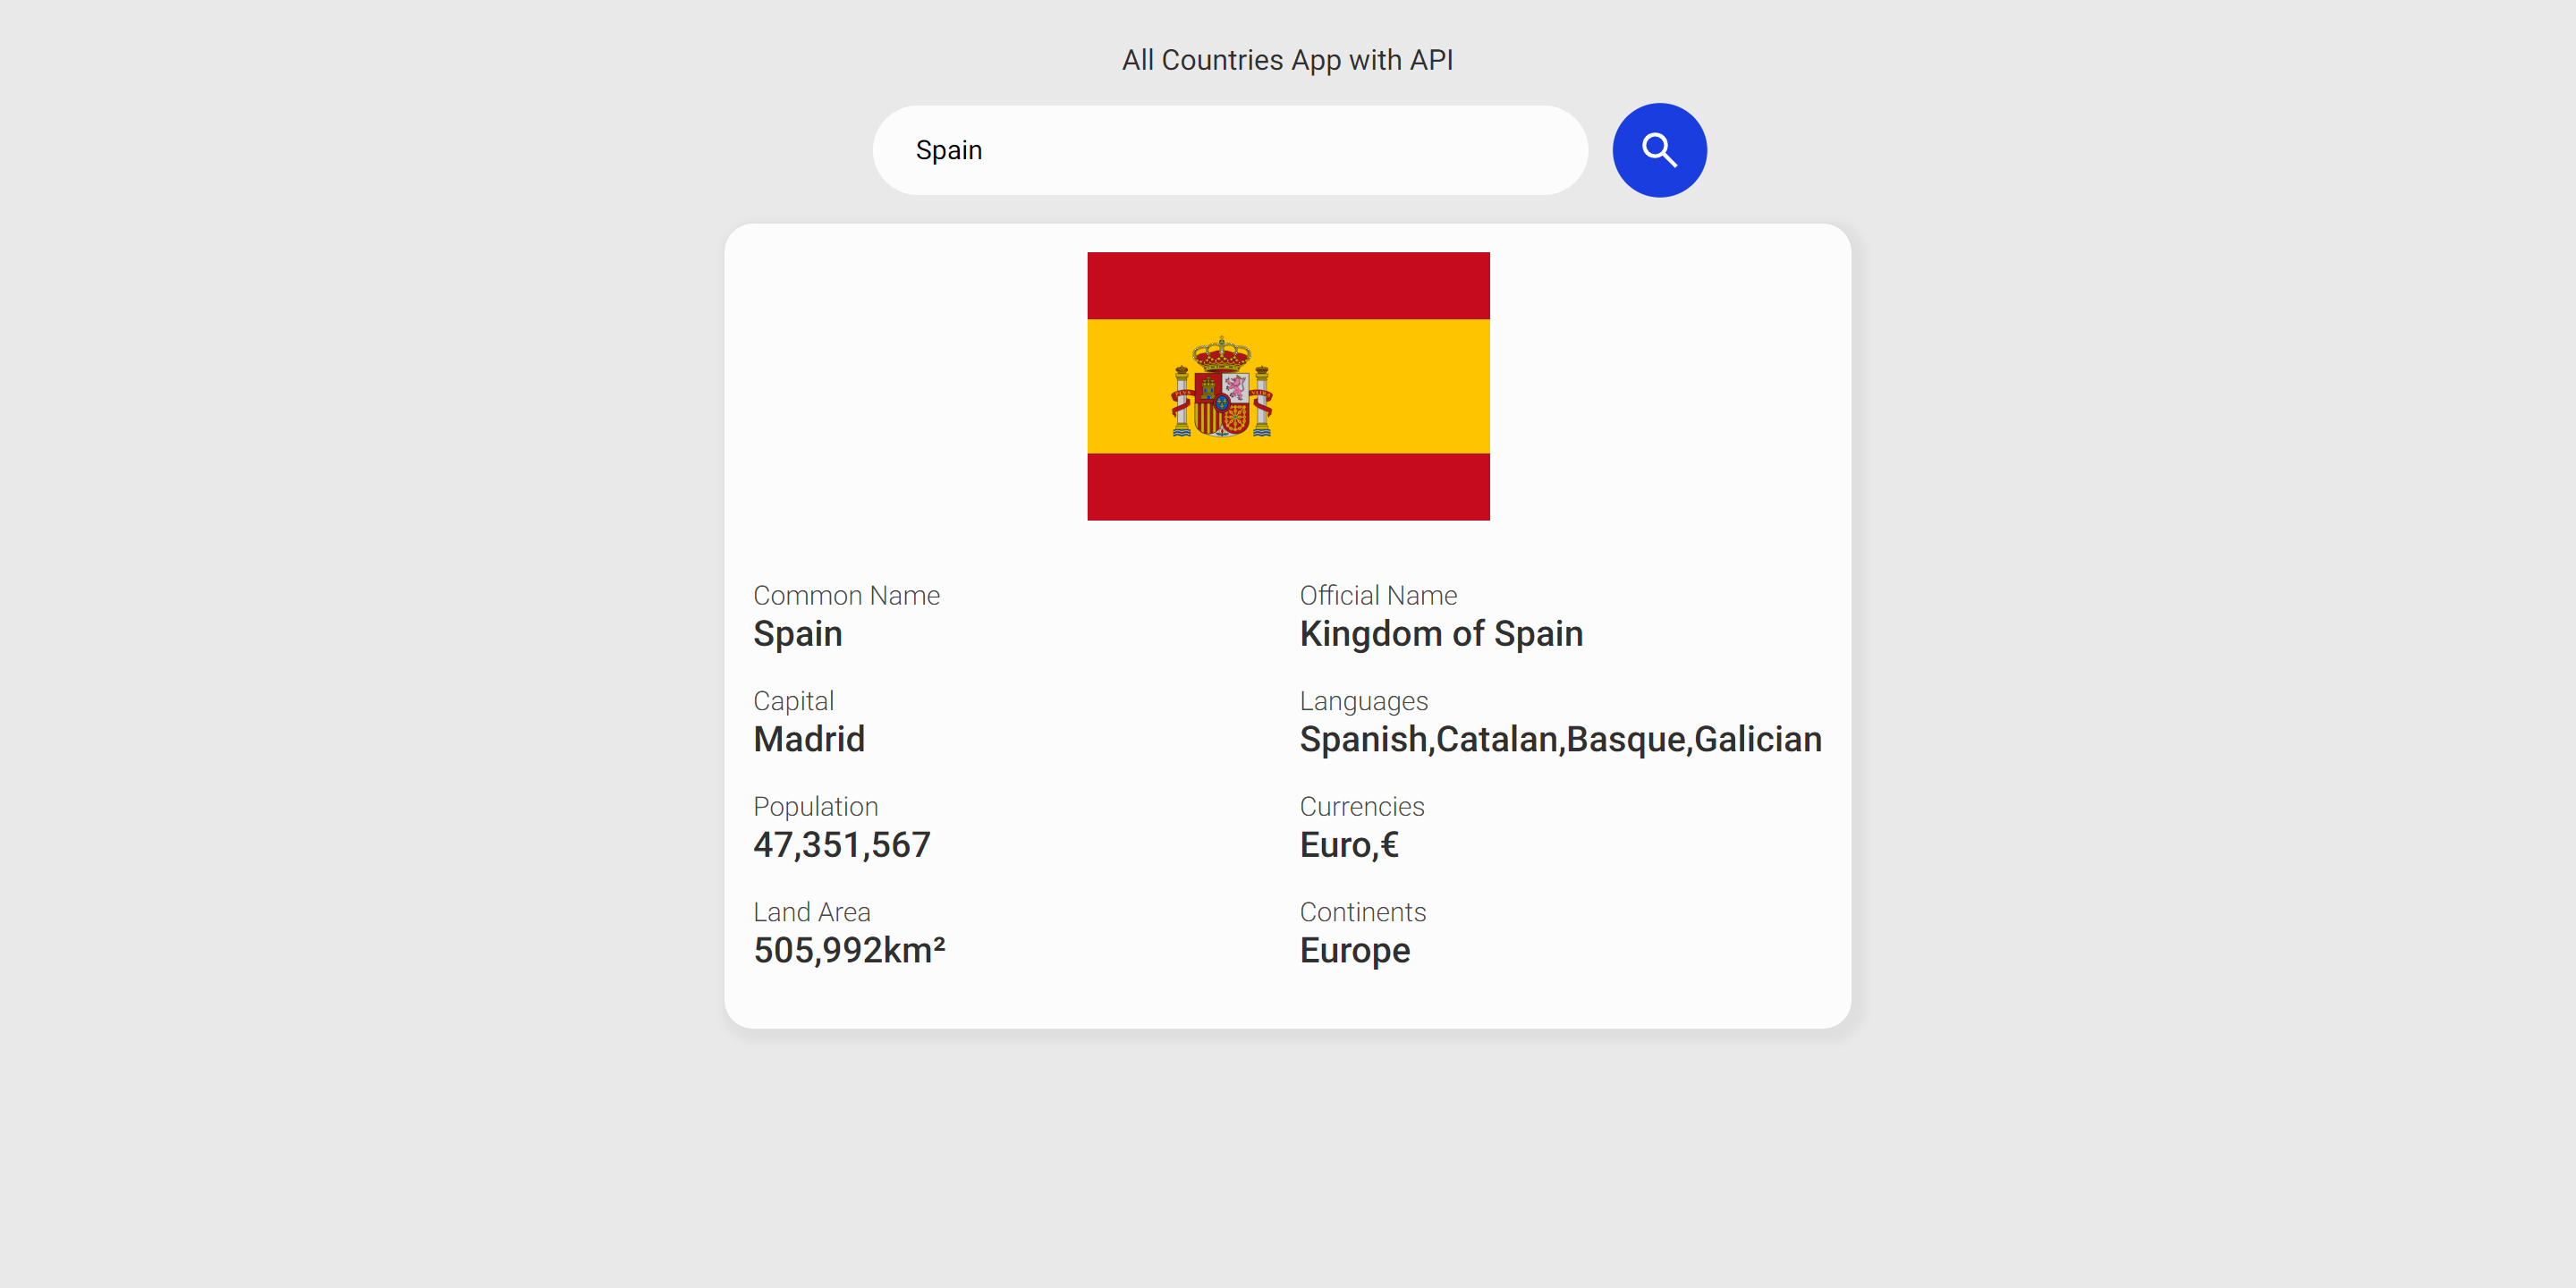 All Countries App with API
Spain
Common Name
Spain
Official Name
Kingdom of Spain
Capital
Madrid
Languages
Spanish,Catalan,Basque,Galician
Population
47,351,567
Currencies
Euro,€
Land Area
505,992km²
Continents
Europe